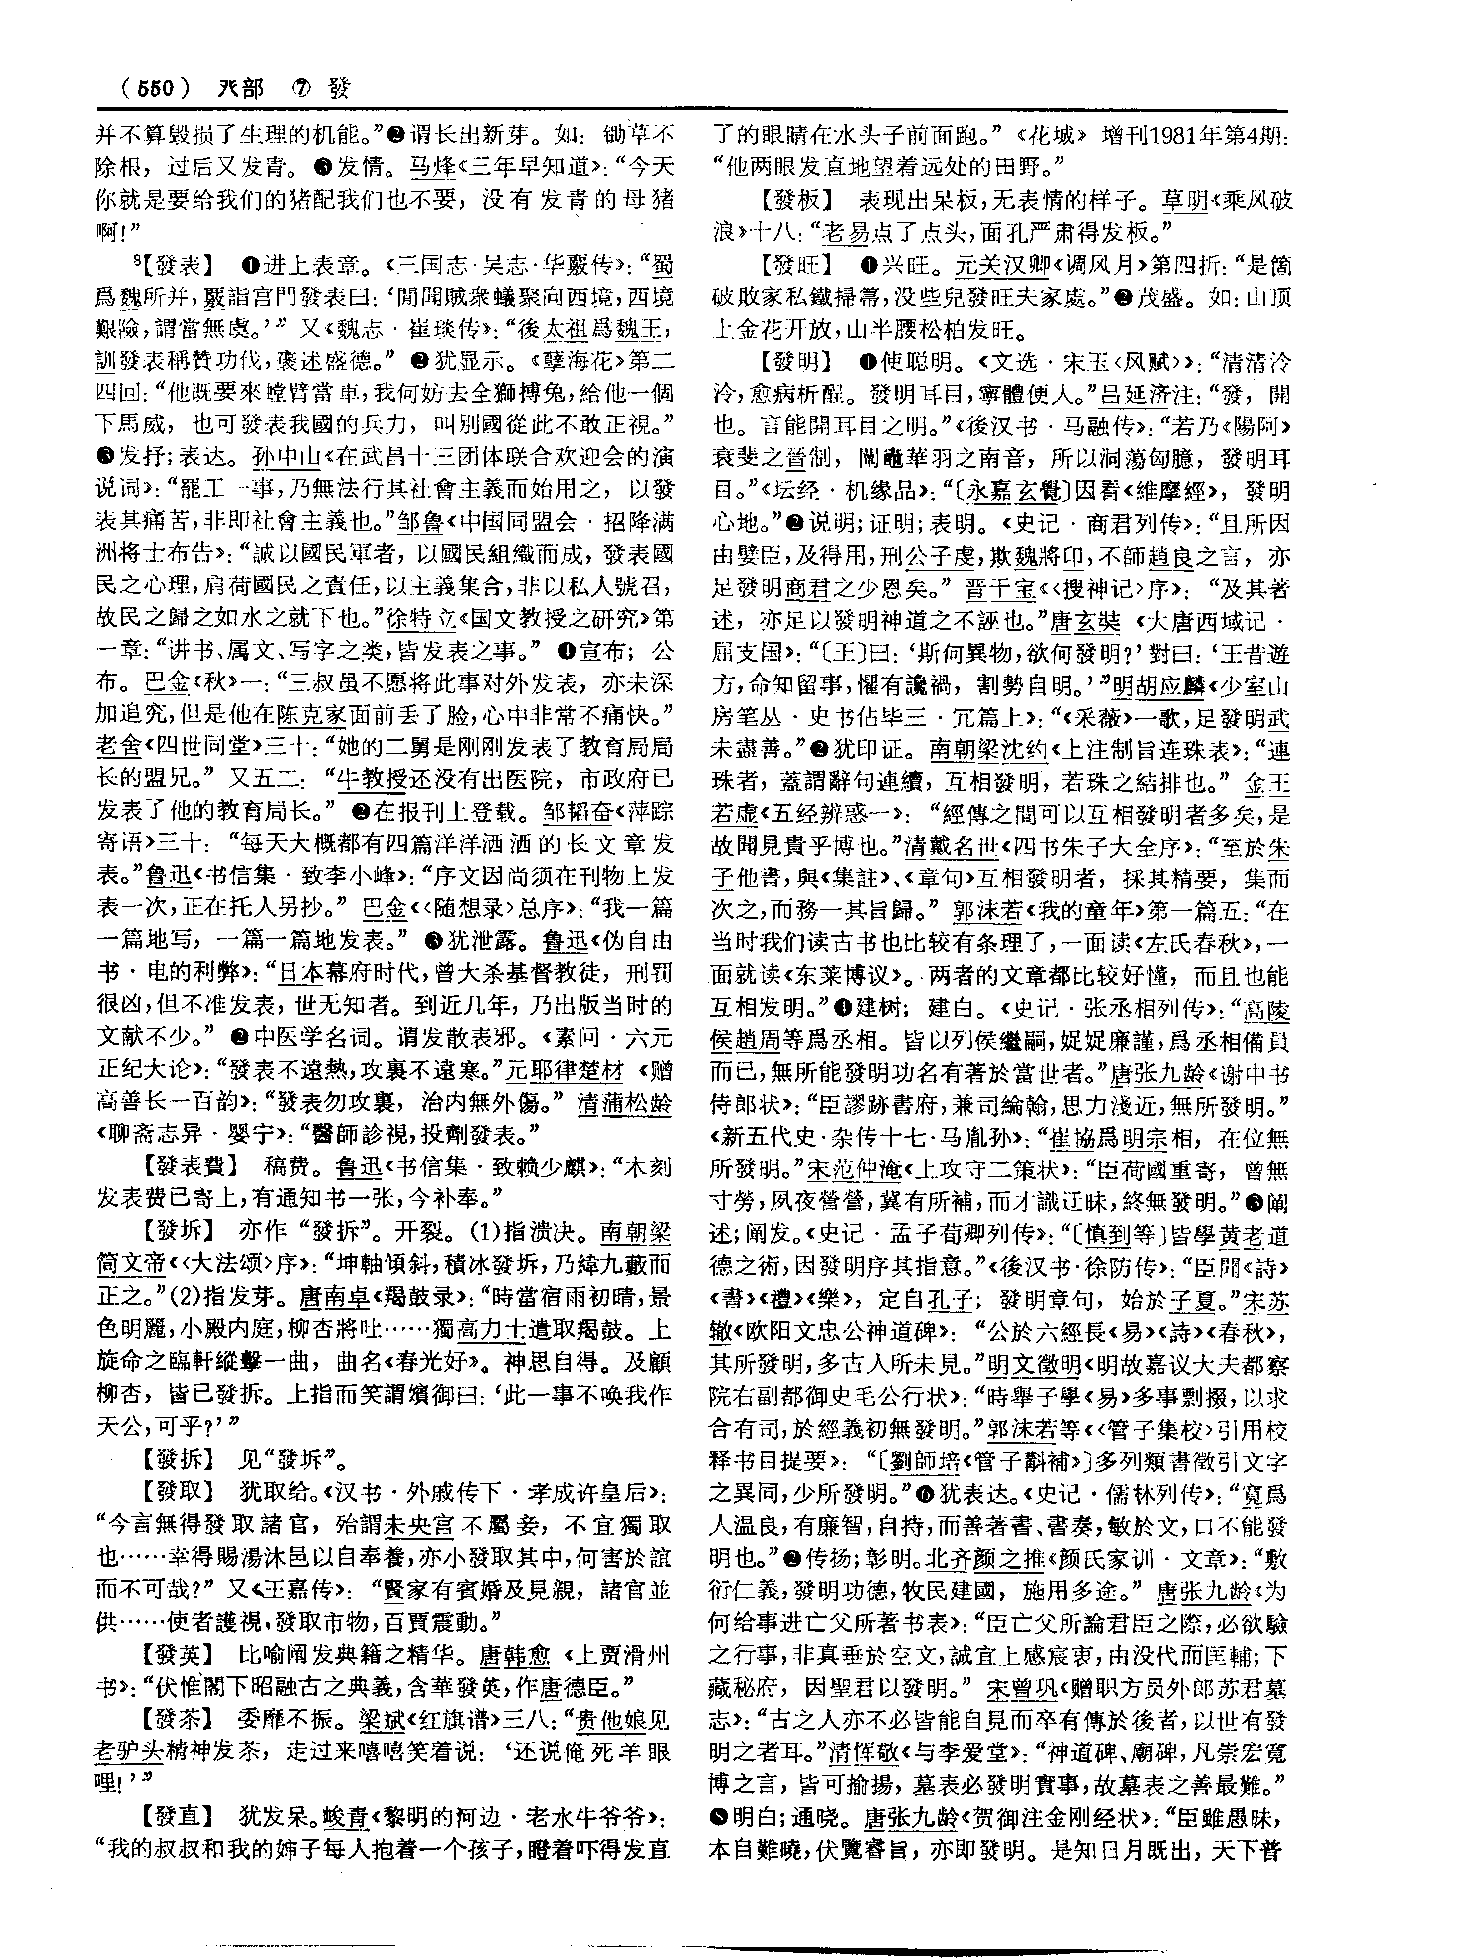 (550) 癶部 ⑦ 發
并不算毁损了生理的机能。”❷谓长出新芽。如：锄草不
除根，过后又发青。❸发情。马烽《三年早知道》：“今天
你就是要给我们的猪配我们也不要，没有发青的母猪
啊！”
⁸【發表】 ❶进上表章。《三国志·吴志·华覈传》：“蜀
爲魏所并，覈詣宫門發表曰：‘閒聞賊衆蟻聚向西境，西境
艱險，謂當無虞。’” 又《魏志·崔琰传》：“後太祖爲魏王，
訓發表稱贊功伐，褒述盛德。” ❷犹显示。《孽海花》第二
四回：“他既要來螳臂當車，我何妨去全獅搏兔，給他一個
下馬威，也可發表我國的兵力，叫别國從此不敢正視。”
❸发抒；表达。孙中山《在武昌十三团体联合欢迎会的演
说词》：“罷工一事，乃無法行其社會主義而始用之，以發
表其痛苦，非即社會主義也。”邹鲁《中国同盟会·招降满
洲将士布告》：“誠以國民軍者，以國民組織而成，發表國
民之心理，肩荷國民之責任，以主義集合，非以私人號召，
故民之歸之如水之就下也。”徐特立《国文教授之研究》第
一章：“讲书、属文、写字之类，皆发表之事。” ❹宣布；公
布。巴金《秋》一：“三叔虽不愿将此事对外发表，亦未深
加追究，但是他在陈克家面前丢了脸，心中非常不痛快。”
老舍《四世同堂》三十：“她的二舅是刚刚发表了教育局局
长的盟兄。” 又五二：“牛教授还没有出医院，市政府已
发表了他的教育局长。” ❷在报刊上登载。邹韬奋《萍踪
寄语》三十：“每天大概都有四篇洋洋洒洒的长文章发
表。”鲁迅《书信集·致李小峰》：“序文因尚须在刊物上发
表一次，正在托人另抄。” 巴金《〈随想录〉总序》：“我一篇
一篇地写，一篇一篇地发表。” ❸犹泄露。鲁迅《伪自由
书·电的利弊》：“日本幕府时代，曾大杀基督教徒，刑罚
很凶，但不准发表，世无知者。到近几年，乃出版当时的
文献不少。” ❷中医学名词。谓发散表邪。《素问·六元
正纪大论》：“發表不遠熱，攻裏不遠寒。”元耶律楚材《赠
高善长一百韵》：“發表勿攻裏，治内無外傷。” 清蒲松龄
《聊斋志异·婴宁》：“醫師診視，投劑發表。”
【發表費】 稿费。鲁迅《书信集·致赖少麒》：“木刻
发表费已寄上，有通知书一张，今补奉。”
【發坼】 亦作“發拆”。开裂。(1)指溃决。南朝梁
简文帝《〈大法颂〉序》：“坤軸傾斜，積冰發坼，乃緯九藪而
正之。”(2)指发芽。唐南卓《羯鼓录》：“時當宿雨初晴，景
色明麗，小殿内庭，柳杏將吐……獨高力士遣取羯鼓。上
旋命之臨軒縱擊一曲，曲名《春光好》。神思自得。及顧
柳杏，皆已發拆。上指而笑謂嬪御曰：‘此一事不唤我作
天公，可乎？’”
【發拆】 见“發坼”。
【發取】 犹取给。《汉书·外戚传下·孝成许皇后》：
“今言無得發取諸官，殆謂未央宫不屬妾，不宜獨取
也……幸得賜湯沐邑以自奉養，亦小發取其中，何害於誼
而不可哉？” 又《王嘉传》：“賢家有賓婚及見親，諸官並
供……使者護視，發取市物，百賈震動。”
【發英】 比喻阐发典籍之精华。唐韩愈《上贾滑州
书》：“伏惟閣下昭融古之典義，含華發英，作唐德臣。”
【發苶】 委靡不振。梁斌《红旗谱》三八：“贵他娘见
老驴头精神发苶，走过来嘻嘻笑着说：‘还说俺死羊眼
哩！’”
【發直】 犹发呆。峻青《黎明的河边·老水牛爷爷》：
“我的叔叔和我的婶子每人抱着一个孩子，瞪着吓得发直
了的眼睛在水头子前面跑。”《花城》增刊1981年第4期：
“他两眼发直地望着远处的田野。”
【發板】 表现出呆板，无表情的样子。草明《乘风破
浪》十八：“老易点了点头，面孔严肃得发板。”
【發旺】 ❶兴旺。元关汉卿《调风月》第四折：“是箇
破敗家私鐵掃帚，没些兒發旺夫家處。”❷茂盛。如：山顶
上金花开放，山半腰松柏发旺。
【發明】 ❶使聪明。《文选·宋玉〈风赋〉》：“清清泠
泠，愈病析酲。發明耳目，寧體便人。”吕延济注：“發，開
也。言能開耳目之明。”《後汉书·马融传》：“若乃《陽阿》
衰斐之晉制，闡鼃華羽之南音，所以洞蕩匈臆，發明耳
目。”《坛经·机缘品》：“〔永嘉玄覺〕因看《維摩經》，發明
心地。”❷说明；证明；表明。《史记·商君列传》：“且所因
由嬖臣，及得用，刑公子虔，欺魏將卬，不師趙良之言，亦
足發明商君之少恩矣。” 晋干宝《〈搜神记〉序》：“及其著
述，亦足以發明神道之不誣也。”唐玄奘《大唐西域记·
屈支国》：“〔王〕曰：‘斯何異物，欲何發明？’對曰：‘王昔遊
方，命知留事，懼有讒禍，割勢自明。’”明胡应麟《少室山
房笔丛·史书佔毕三·冗篇上》：“《采薇》一歌，足發明武
未盡善。”❷犹印证。南朝梁沈约《上注制旨连珠表》：“連
珠者，蓋謂辭句連續，互相發明，若珠之結排也。” 金王
若虚《五经辨惑一》：“經傳之間可以互相發明者多矣，是
故聞見貴乎博也。”清戴名世《四书朱子大全序》：“至於朱
子他書，與《集註》、《章句》互相發明者，採其精要，集而
次之，而務一其旨歸。” 郭沫若《我的童年》第一篇五：“在
当时我们读古书也比较有条理了，一面读《左氏春秋》，一
面就读《东莱博议》。两者的文章都比较好懂，而且也能
互相发明。”❹建树；建白。《史记·张丞相列传》：“高陵
侯趙周等爲丞相。皆以列侯繼嗣，娖娖廉謹，爲丞相備員
而已，無所能發明功名有著於當世者。”唐张九龄《谢中书
侍郎状》：“臣謬跡書府，兼司綸翰，思力淺近，無所發明。”
《新五代史·杂传十七·马胤孙》：“崔協爲明宗相，在位無
所發明。”宋范仲淹《上攻守二策状》：“臣荷國重寄，曾無
寸勞，夙夜營營，冀有所補，而才識迂昧，終無發明。”❺阐
述；阐发。《史记·孟子荀卿列传》：“〔慎到等〕皆學黄老道
德之術，因發明序其指意。”《後汉书·徐防传》：“臣聞《詩》
《書》《禮》《樂》，定自孔子；發明章句，始於子夏。”宋苏
辙《欧阳文忠公神道碑》：“公於六經長《易》《詩》《春秋》，
其所發明，多古人所未見。”明文徵明《明故嘉议大夫都察
院右副都御史毛公行状》：“時舉子學《易》多事剽掇，以求
合有司，於經義初無發明。”郭沫若等《〈管子集校〉引用校
释书目提要》：“〔劉師培《管子斠補》〕多列類書徵引文字
之異同，少所發明。”❻犹表达。《史记·儒林列传》：“寬爲
人温良，有廉智，自持，而善著書、書奏，敏於文，口不能發
明也。”❷传扬；彰明。北齐颜之推《颜氏家训·文章》：“敷
衍仁義，發明功德，牧民建國，施用多途。” 唐张九龄《为
何给事进亡父所著书表》：“臣亡父所論君臣之際，必欲驗
之行事，非真垂於空文，誠宜上感宸衷，由没代而匡輔；下
藏秘府，因聖君以發明。” 宋曾巩《赠职方员外郎苏君墓
志》：“古之人亦不必皆能自見而卒有傳於後者，以世有發
明之者耳。”清恽敬《与李爱堂》：“神道碑、廟碑，凡崇宏寬
博之言，皆可揄揚，墓表必發明實事，故墓表之善最難。”
❽明白；通晓。唐张九龄《贺御注金刚经状》：“臣雖愚昧，
本自難曉，伏覽睿旨，亦即發明。是知日月既出，天下普